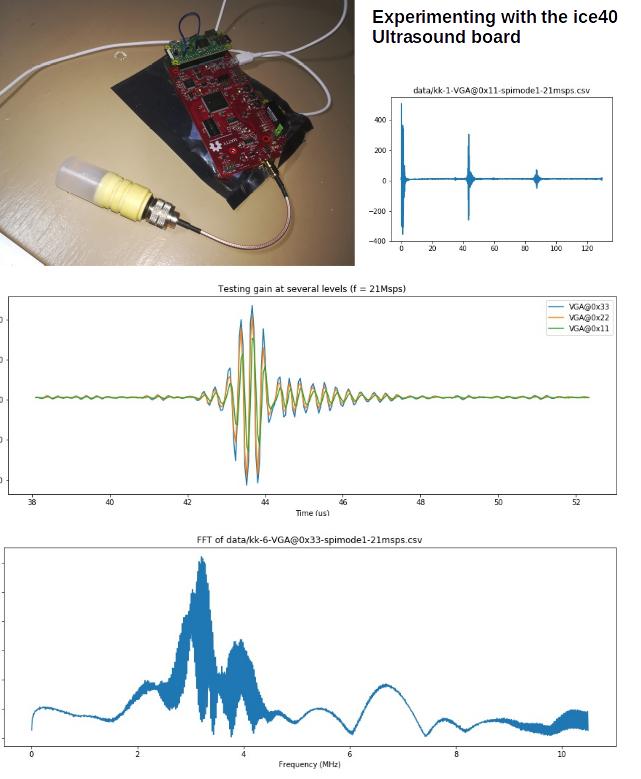 Experimenting with the ice40
Ultrasound board
data/kk-1-VGA@0x11-spimode1-21msps.csv
400
200
0
−200
−400
0 20 40 60 80 100 120
Testing gain at several levels (f = 21Msps)
VGA@0x33
VGA@0x22
VGA@0x11
38 40 42 44 46 48 50 52
Time (us)
FFT of data/kk-6-VGA@0x33-spimode1-21msps.csv
0 2 4 6 8 10
Frequency (MHz)